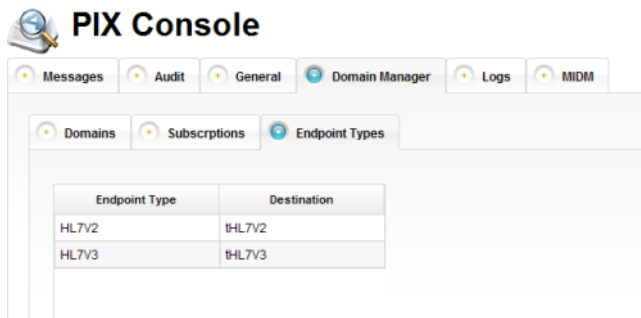 PIX Console
Messages Audit General Domain Manager Logs MIDM
Domains Subscrptions Endpoint Types
Endpoint Type Destination
HL7V2 tHL7V2
HL7V3 tHL7V3